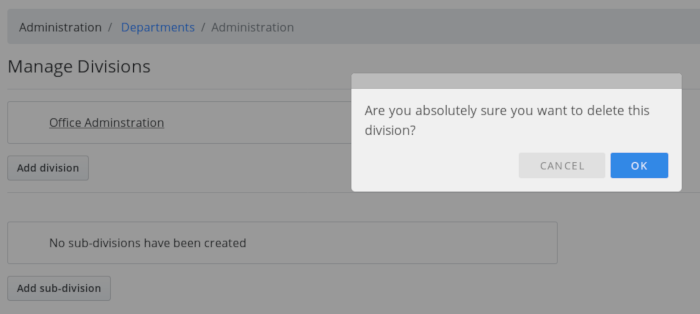 Administration / Departments / Administration
Manage Divisions
Are you absolutely sure you want to delete this
division?
Office Adminstration
CANCEL OK
Add division
No sub-divisions have been created
Add sub-division